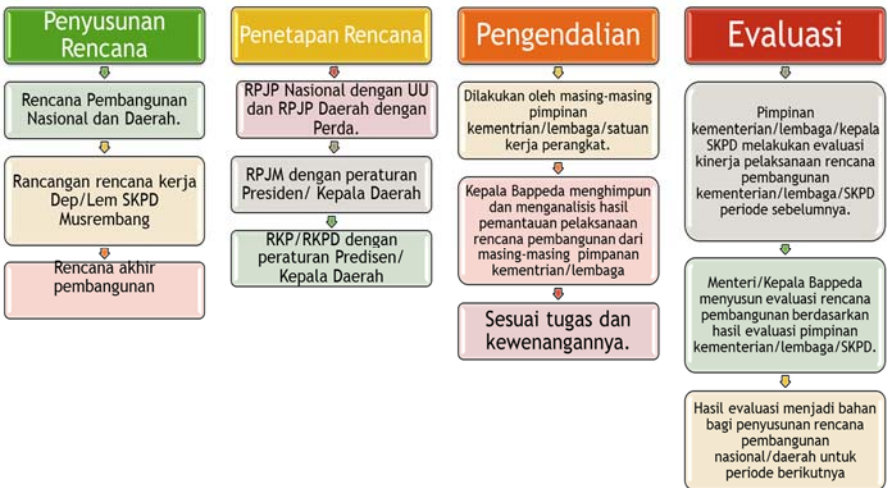 Penyusunan
Rencana
Rencana Pembangunan
Nasional dan Daerah.
Rancangan rencana kerja
Dep/Lem SKPD
Musrembang
Rencana akhir
pembangunan
Penetapan Rencana
RPJP Nasional dengan UU
dan RPJP Daerah dengan
Perda.
RPJM dengan peraturan
Presiden/ Kepala Daerah
RKP/RKPD dengan
peraturan Predisen/
Kepala Daerah
Pengendalian
Dilakukan oleh masing-masing
pimpinan
kementrian/lembaga/satuan
kerja perangkat.
Kepala Bappeda menghimpun
dan menganalisis hasil
pemantauan pelaksanaan
rencana pembangunan dari
masing-masing pimpanan
kementrian/lembaga
Sesuai tugas dan
kewenangannya.
Evaluasi
Pimpinan
kementerian/lembaga/kepala
SKPD melakukan evaluasi
kinerja pelaksanaan rencana
pembangunan
kementerian/lembaga/SKPD
periode sebelumnya.
Menteri/Kepala Bappeda
menyusun evaluasi rencana
pembangunan berdasarkan
hasil evaluasi pimpinan
kementerian/lembaga/SKPD.
Hasil evaluasi menjadi bahan
bagi penyusunan rencana
pembangunan
nasional/daerah untuk
periode berikutnya